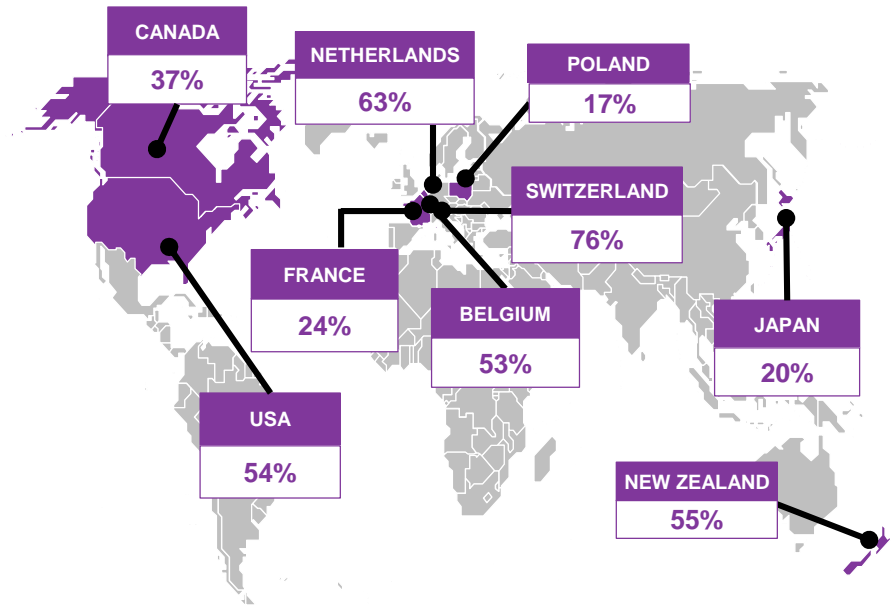 CANADA
37%
NETHERLANDS
63%
POLAND
17%
SWITZERLAND
76%
FRANCE
24%
BELGIUM
53%
JAPAN
20%
USA
54%
NEW ZEALAND
55%